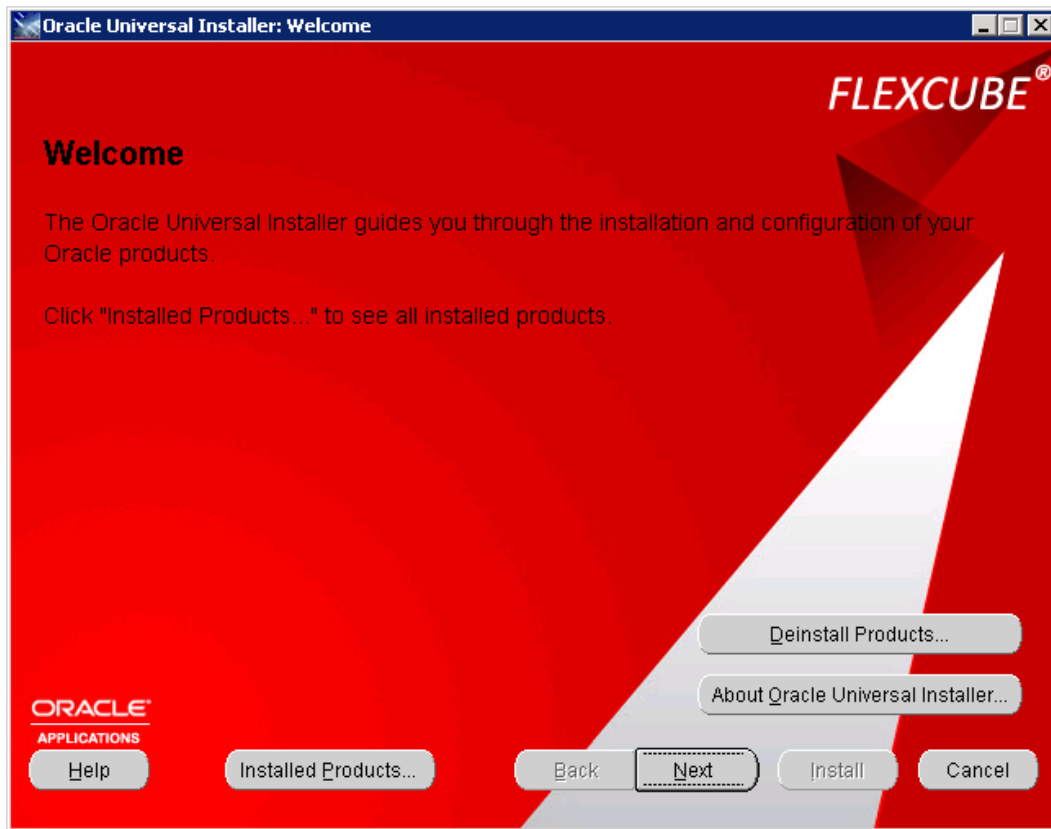 Oracle Universal Installer: Welcome
FLEXCUBE®
Welcome
The Oracle Universal Installer guides you through the installation and configuration of your
Oracle products.
Click "Installed Products..." to see all installed products.
Deinstall Products...
About Oracle Universal Installer...
ORACLE®
APPLICATIONS
Help Installed Products... Back Next Install Cancel